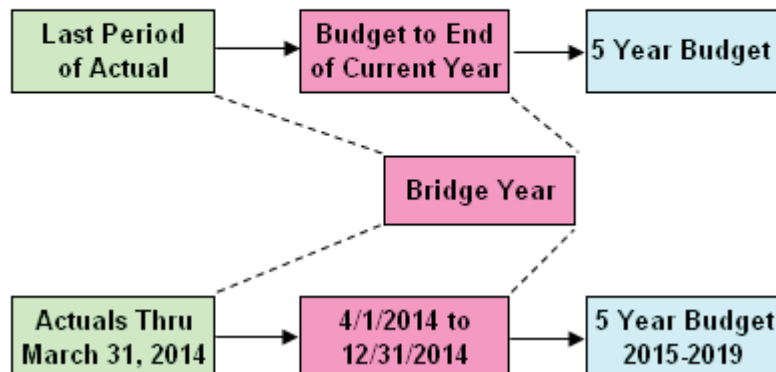 Last Period
of Actual
Budget to End
of Current Year
5 Year Budget
Bridge Year
Actuals Thru
March 31, 2014
4/1/2014 to
12/31/2014
5 Year Budget
2015-2019